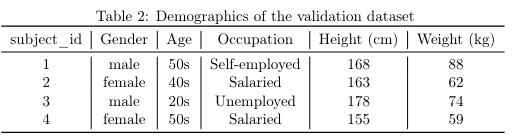 Table 2: Demographics of the validation dataset
subject_id Gender Age Occupation Height (cm) Weight (kg)
1 male 50s Self-employed 168 88
2 female 40s Salaried 163 62
3 male 20s Unemployed 178 74
4 female 50s Salaried 155 59